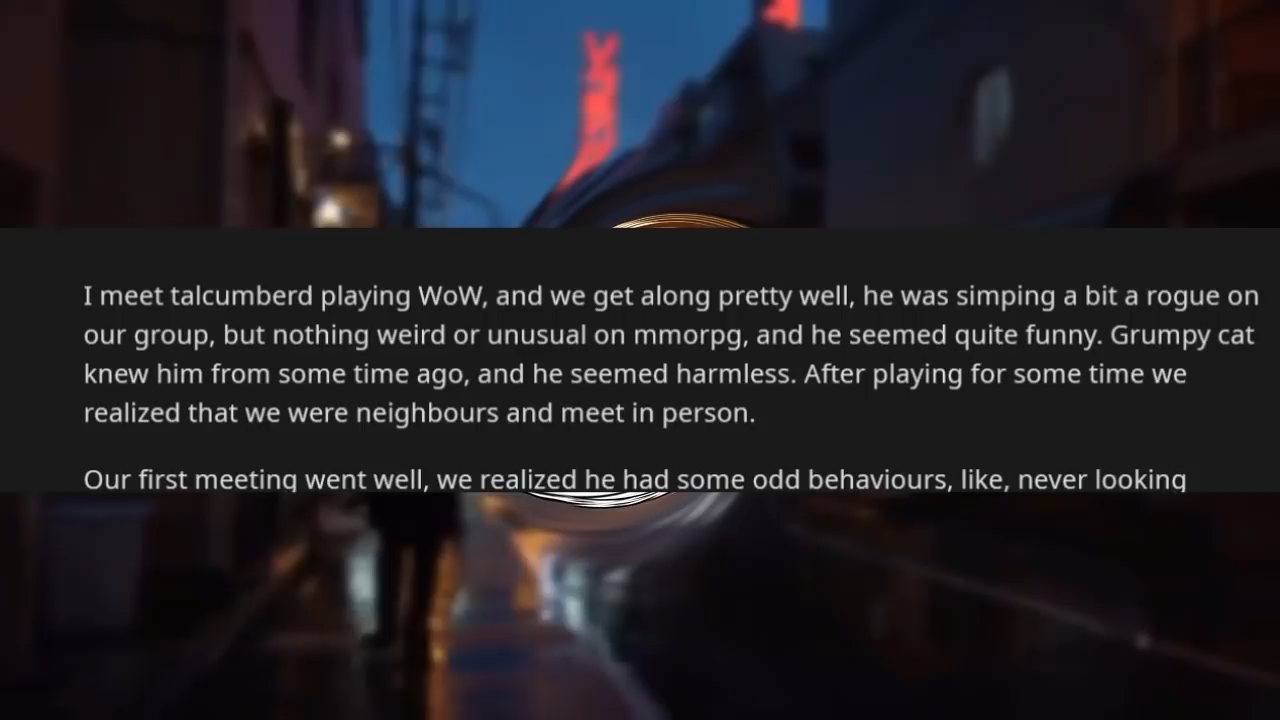 I meet talcumberd playing WoW, and we get along pretty well, he was simping a bit a rogue on
our group, but nothing weird or unusual on mmorpg, and he seemed quite funny. Grumpy cat
knew him from some time ago, and he seemed harmless. After playing for some time we
realized that we were neighbours and meet in person.
Our first meeting went well, we realized he had some odd behaviours, like, never looking